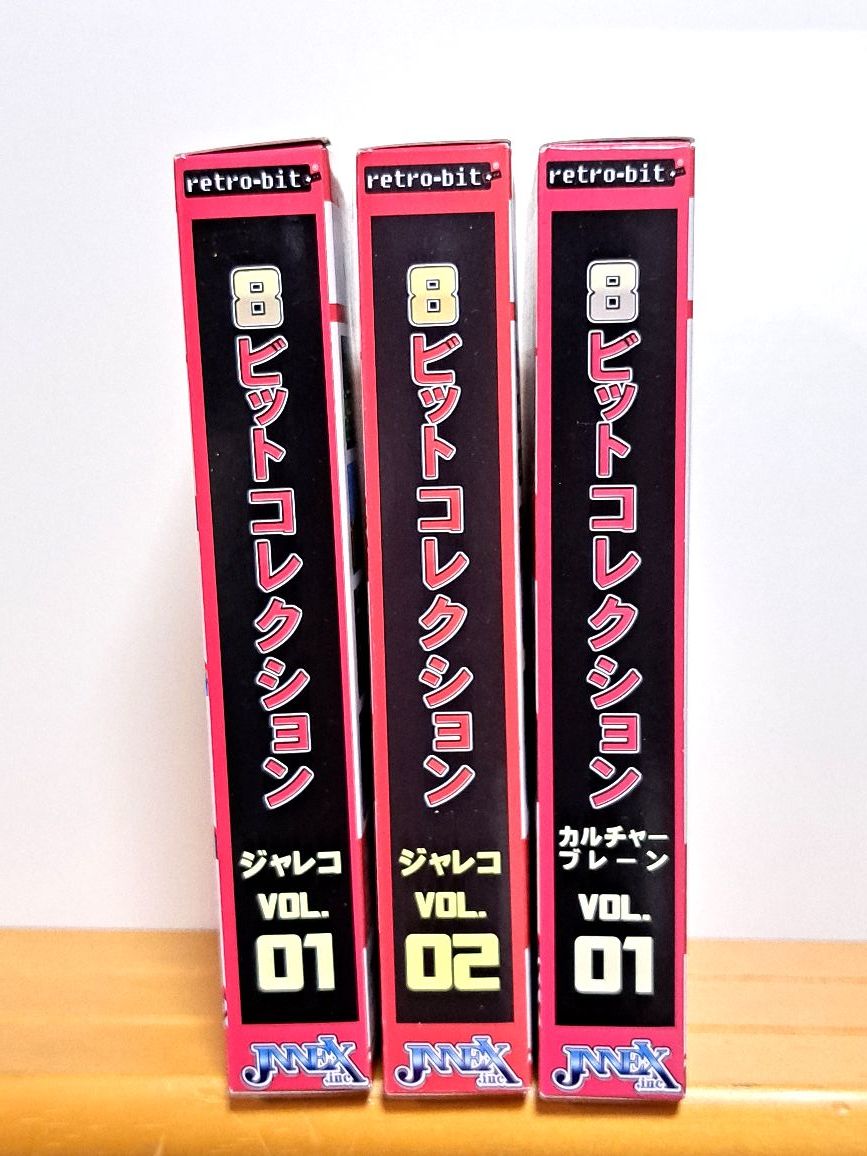 retro-bit
8ビットコレクション
ジャレコ
VOL.
01
JNNEX
.inc
retro-bit
8ビットコレクション
ジャレコ
VOL.
02
JNNEX
.inc
retro-bit
8ビットコレクション
カルチャー
ブレーン
VOL.
01
JNNEX
.inc